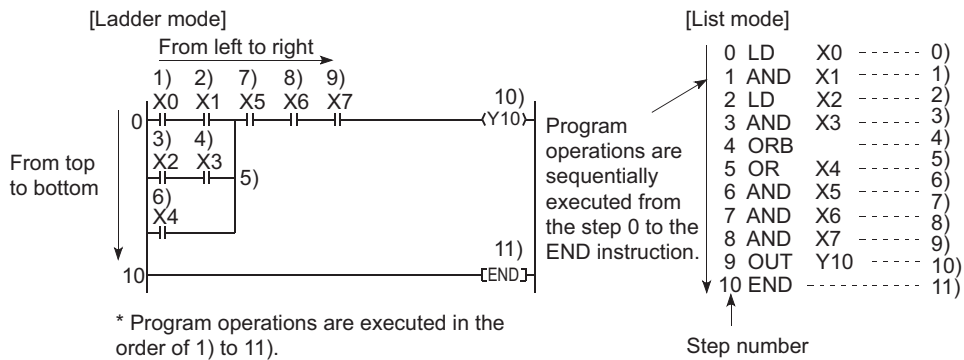 [Ladder mode]
From left to right
1) 2) 7) 8) 9)
X0 X1 X5 X6 X7
10)
0
Y10
3) 4)
X2 X3
5)
6)
X4
From top
to bottom
11)
10
END
* Program operations are executed in the
order of 1) to 11).
Program
operations are
sequentially
executed from
the step 0 to the
END instruction.
[List mode]
0 LD X0 ------ 0)
1 AND X1 ------ 1)
2 LD X2 ------ 2)
3 AND X3 ------ 3)
4 ORB 4)
5 OR X4 ------ 5)
6 AND X5 ------ 6)
7 AND X6 ------ 7)
8 AND X7 ------ 8)
9)
9 OUT Y10 ----- 10)
10 END ----------- 11)
Step number